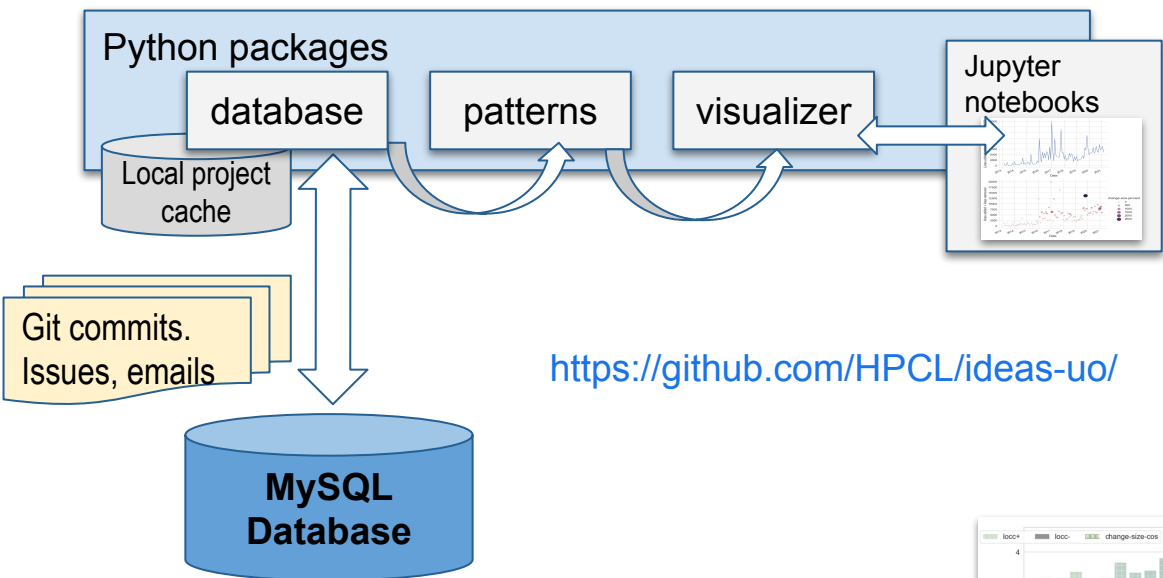 Python packages
database
patterns
visualizer
Jupyter
notebooks
Local project
cache
Git commits.
Issues, emails
https://github.com/HPCL/ideas-uo/
MySQL
Database
locc+ locc- change-size-cos
4